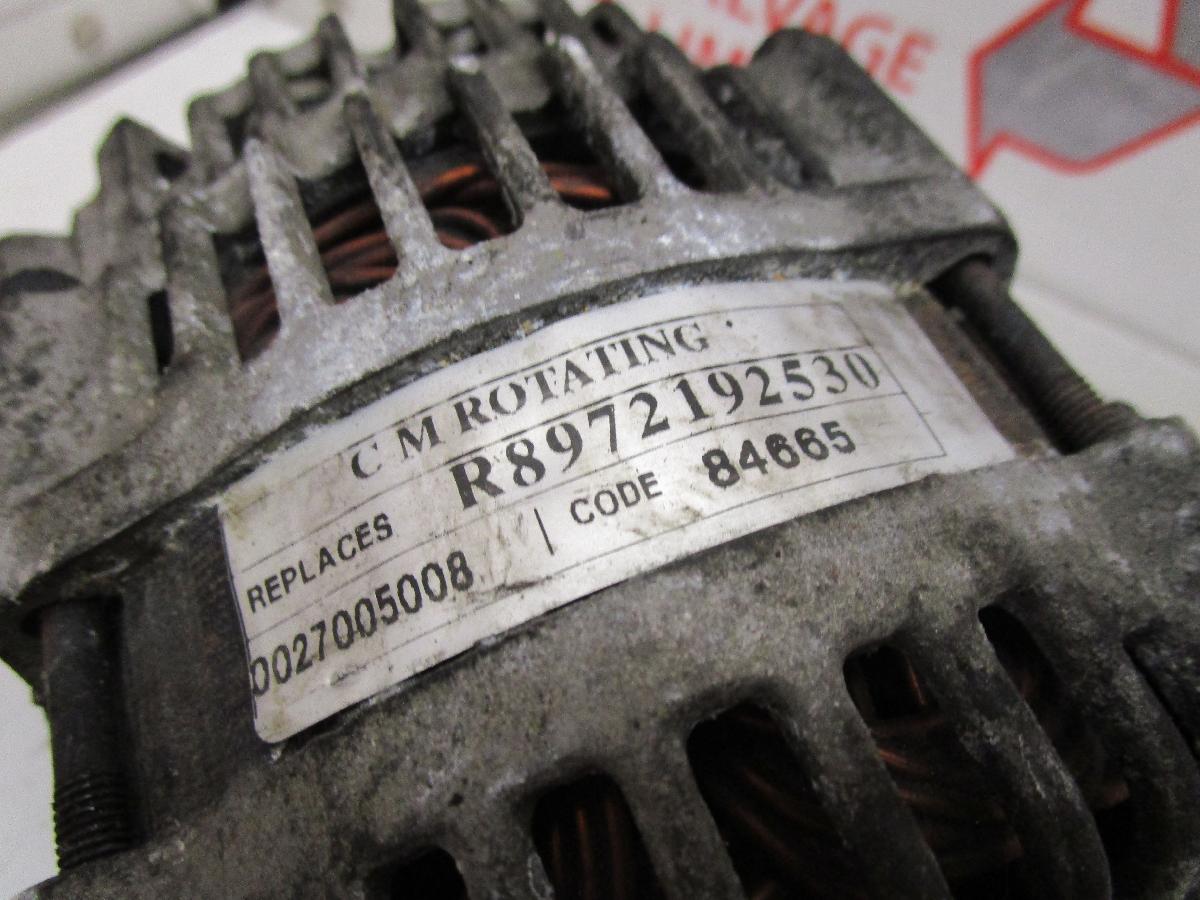 C M ROTATING
R8972192530
REPLACES
CODE 84665
0027005008